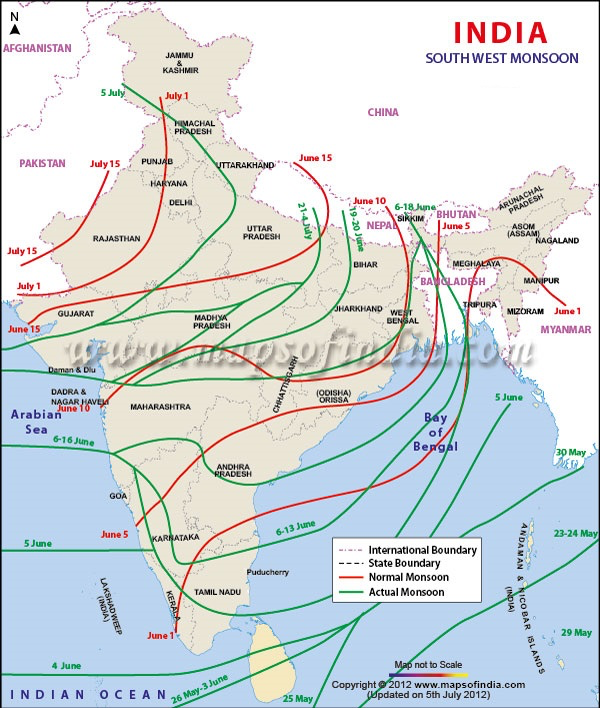 N
INDIA
SOUTH WEST MONSOON
AFGHANISTAN
JAMMU
&
KASHMIR
5 July
July 1
CHINA
HIMACHAL
PRADESH
PAKISTAN
July 15
PUNJAB
UTTARAKHAND
June 15
HARYANA
DELHI
ARUNACHAL
PRADESH
June 10
6-18 June
SIKKIM
BHUTAN
NEPAL
June 5
21-4 July
19-20 June
ASOM
(ASSAM)
NAGALAND
RAJASTHAN
UTTAR
PRADESH
July 15
BIHAR
MEGHALAYA
BANGLADESH
MANIPUR
July 1
TRIPURA
MIZORAM
June 1
GUJARAT
MADHYA
PRADESH
JHARKHAND
WEST
BENGAL
MYANMAR
June 15
www.mapsofindia.com
Daman & Diu
DADRA &
NAGAR HAVELI
CHHATTISGARH
(ODISHA)
ORISSA
June 10
MAHARASHTRA
5 June
Arabian
Sea
Bay
of
Bengal
6-16 June
30 May
ANDHRA
PRADESH
GOA
6-13 June
23-24 May
June 5
KARNATAKA
5 June
International Boundary
State Boundary
Normal Monsoon
Actual Monsoon
Puducherry
TAMIL NADU
KERALA
LAKSHADWEEP
(INDIA)
ANDAMAN & NICOBAR ISLANDS
(INDIA)
June 1
29 May
4 June
Map not to Scale
INDIAN OCEAN
26 May-3 June
25 May
Copyright © 2012 www.mapsofindia.com
(Updated on 5th July 2012)